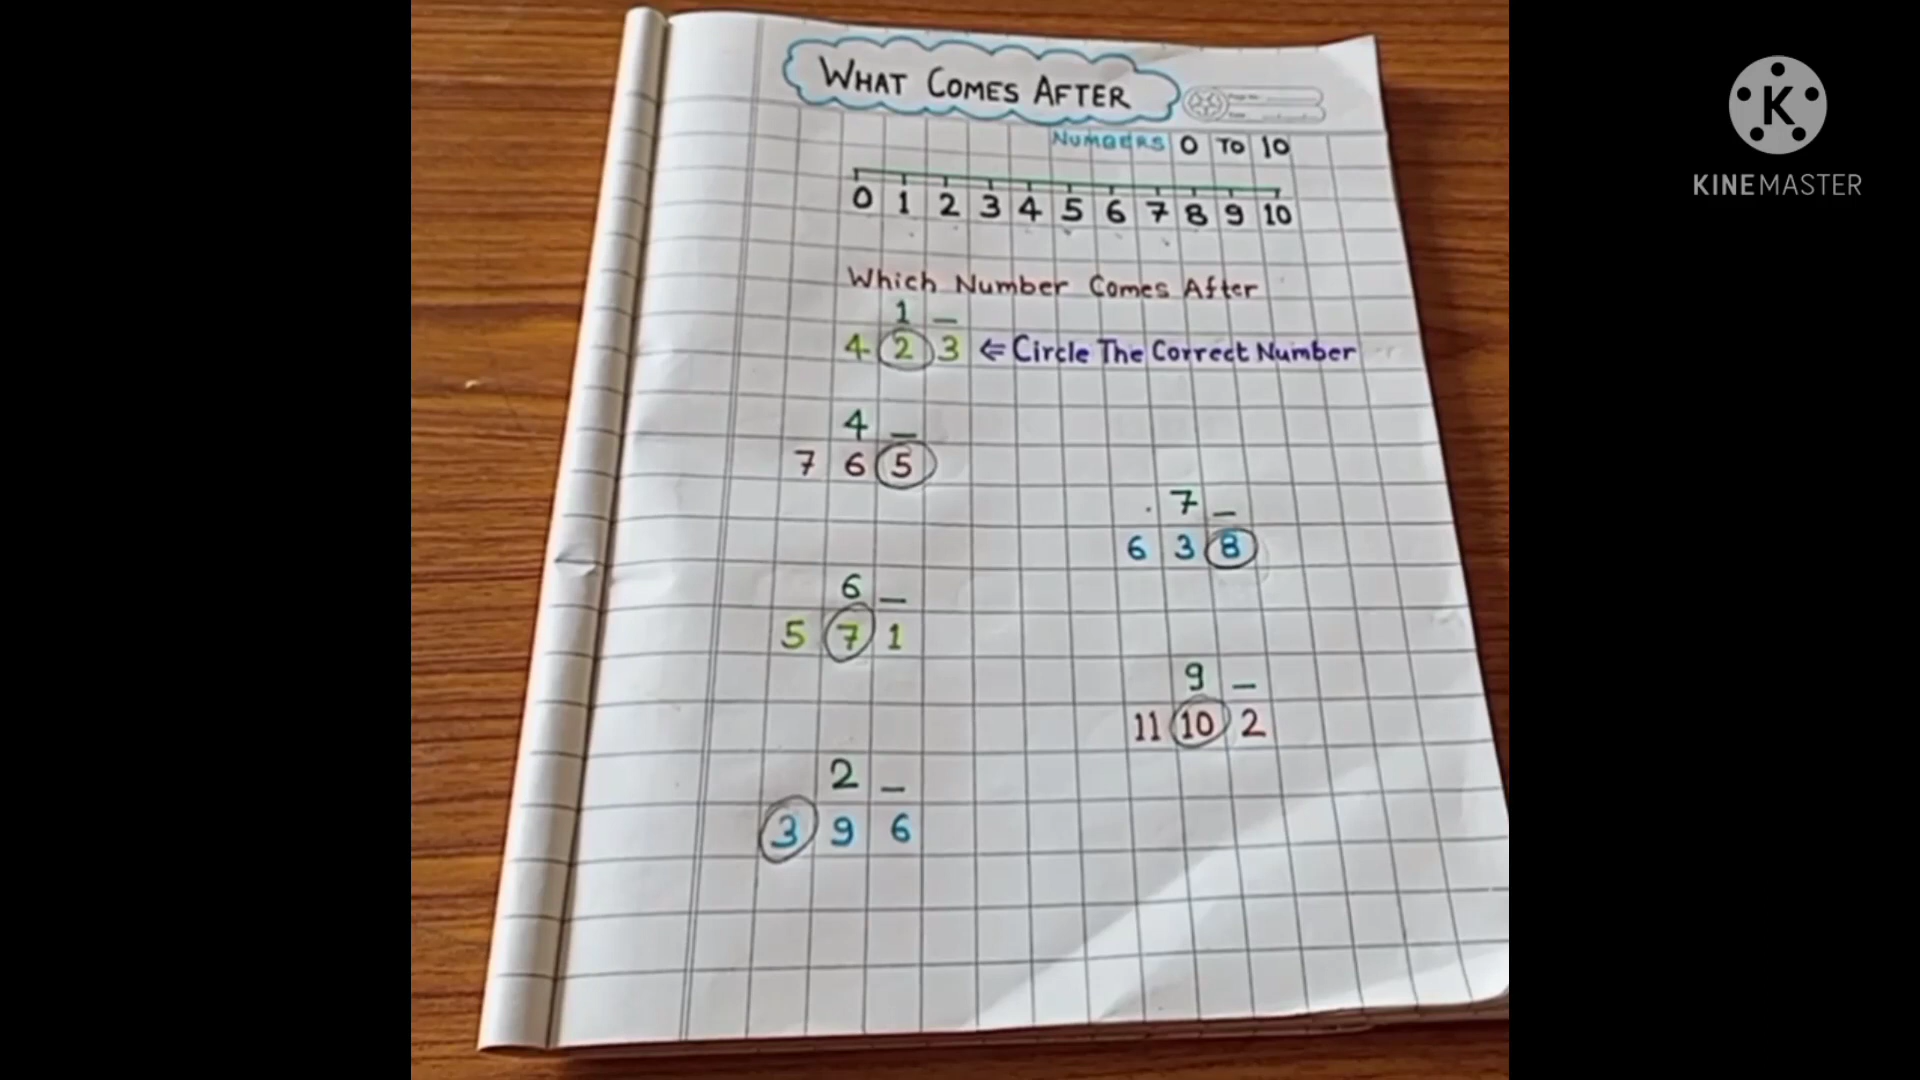 WHAT COMES AFTER
NUMBERS 0 TO 10
0 1 2 3 4 5 6 7 8 9 10
Which Number Comes After
1 _
4 2 3 ⇐ Circle The Correct Number
4 _
7 6 5
7 _
6 3 8
6 _
5 7 1
9 _
11 10 2
2 _
3 9 6
K
KINEMASTER